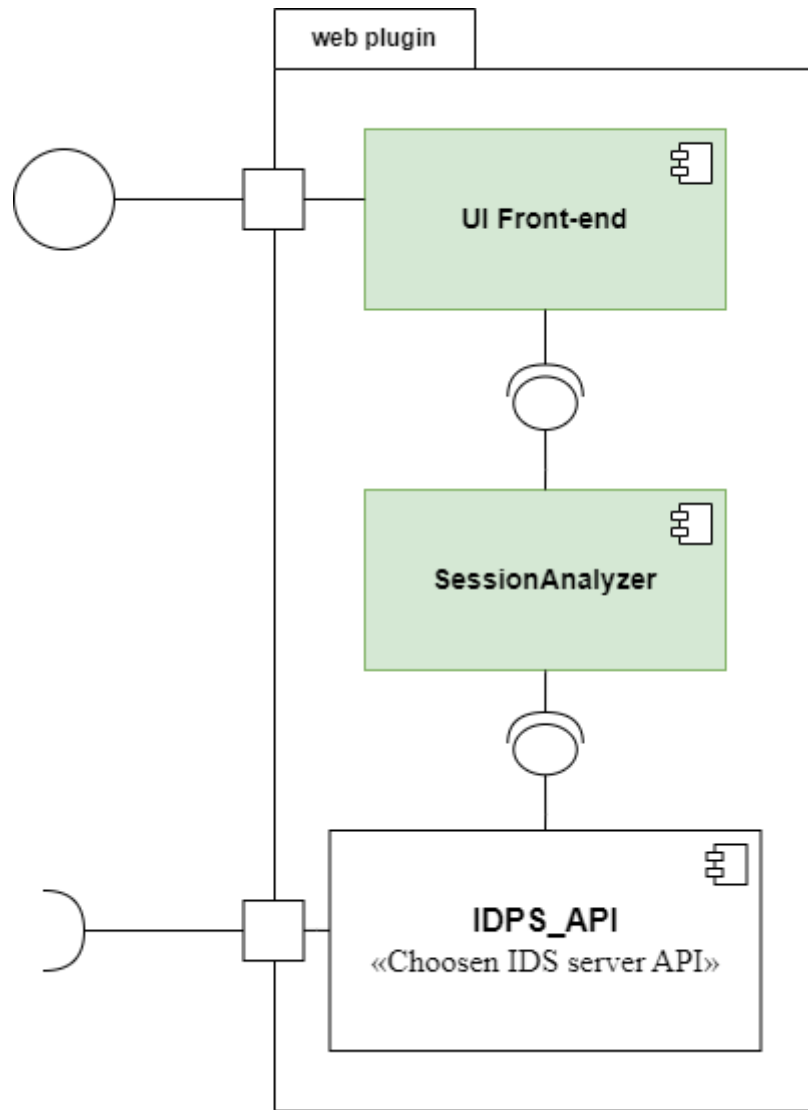 web plugin
UI Front-end
SessionAnalyzer
IDPS_API
«Choosen IDS server API»